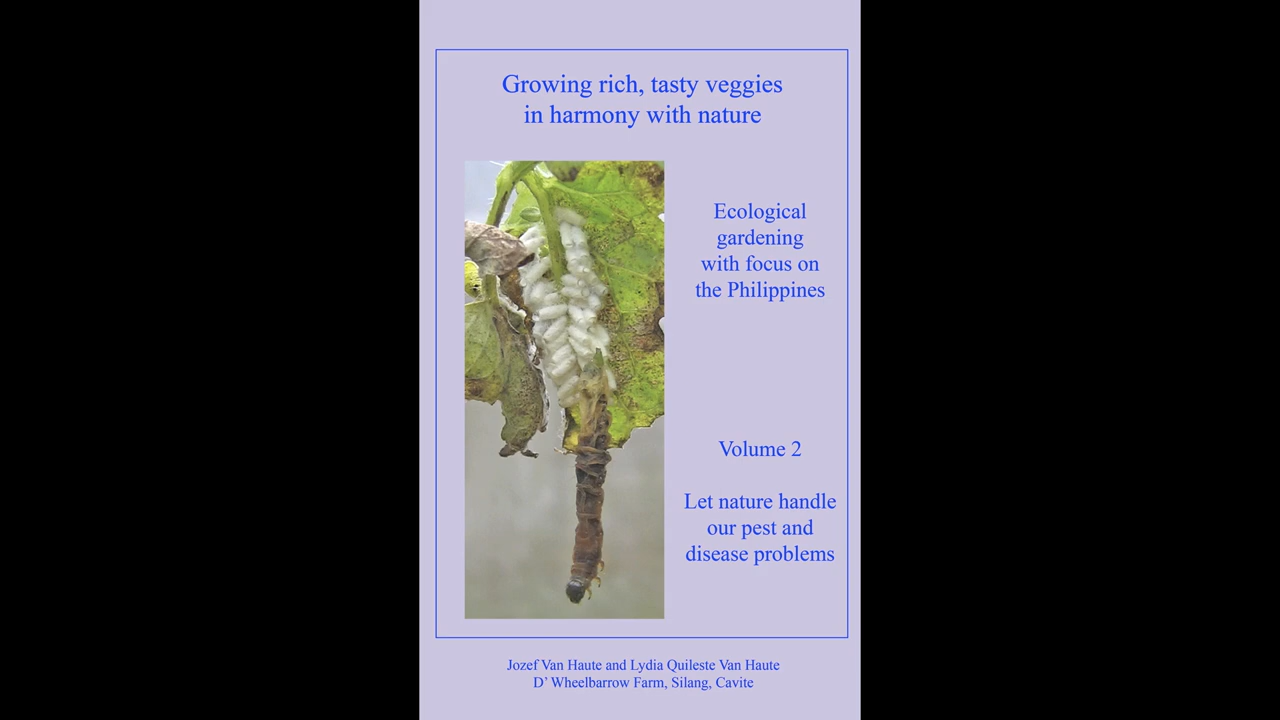 Growing rich, tasty veggies
in harmony with nature
Ecological
gardening
with focus on
the Philippines
Volume 2
Let nature handle
our pest and
disease problems
Jozef Van Haute and Lydia Quileste Van Haute
D’ Wheelbarrow Farm, Silang, Cavite